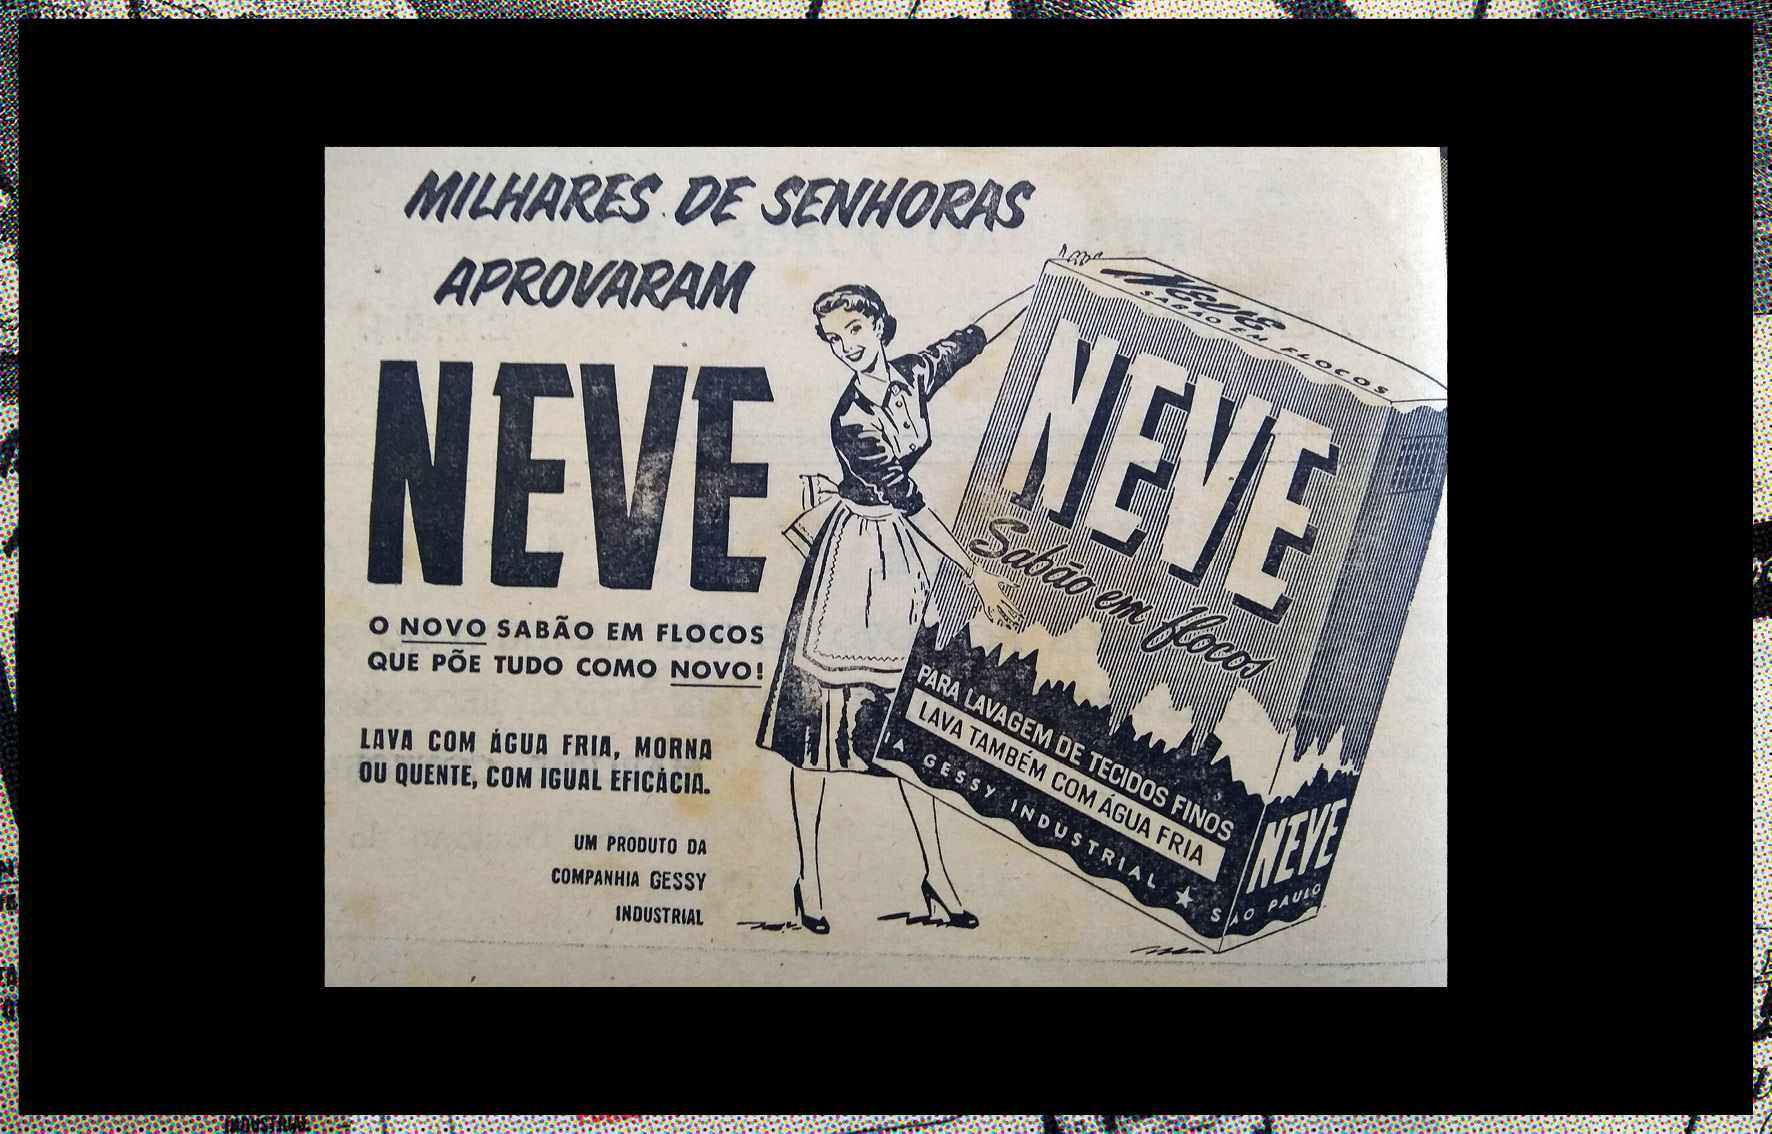 MILHARES DE SENHORAS
APROVARAM
NEVE
O NOVO SABÃO EM FLOCOS
QUE PÕE TUDO COMO NOVO!
LAVA COM ÁGUA FRIA, MORNA
OU QUENTE, COM IGUAL EFICÁCIA.
UM PRODUTO DA
COMPANHIA GESSY
INDUSTRIAL
Neve
SABÃO EM FLOCOS
NEVE
Sabão em flocos
PARA LAVAGEM DE TECIDOS FINOS
LAVA TAMBÉM COM ÁGUA FRIA
IA GESSY INDUSTRIAL ★ SÃO PAULO
NEVE
INDUSTRIAL